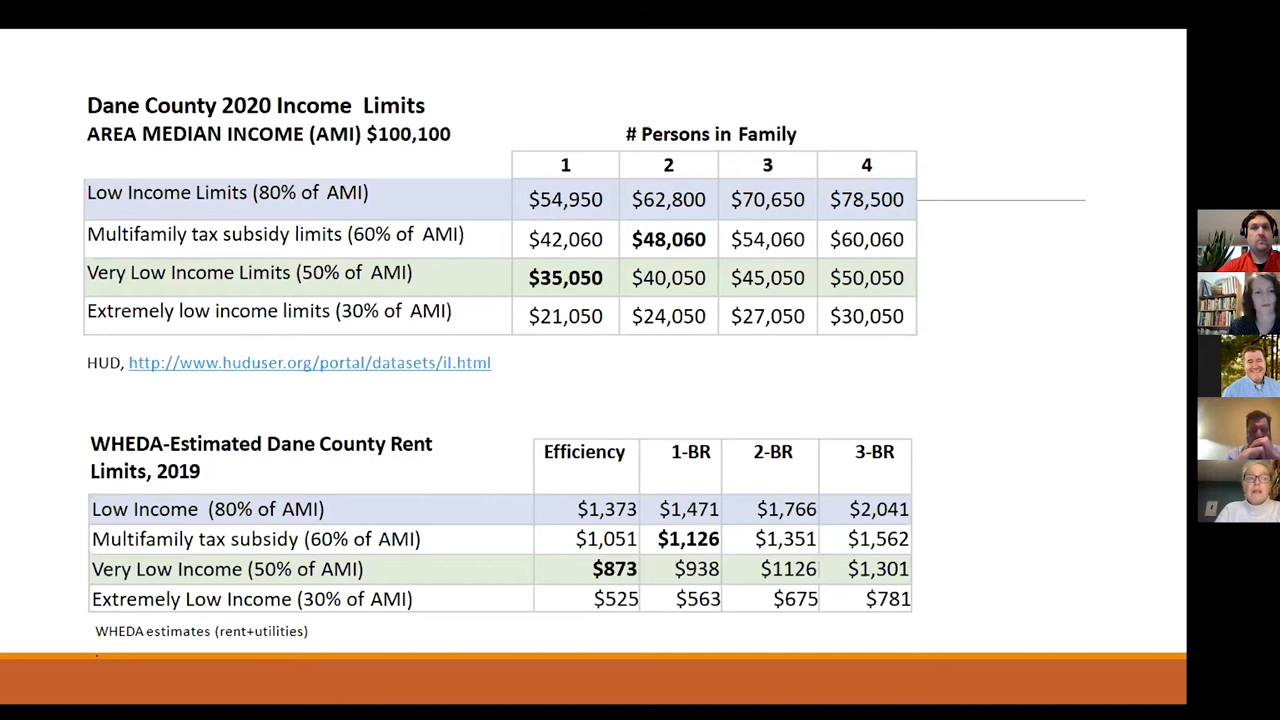 Dane County 2020 Income Limits
AREA MEDIAN INCOME (AMI) $100,100
# Persons in Family
1 2 3 4
Low Income Limits (80% of AMI) $54,950 $62,800 $70,650 $78,500
Multifamily tax subsidy limits (60% of AMI) $42,060 $48,060 $54,060 $60,060
Very Low Income Limits (50% of AMI) $35,050 $40,050 $45,050 $50,050
Extremely low income limits (30% of AMI) $21,050 $24,050 $27,050 $30,050
HUD, http://www.huduser.org/portal/datasets/il.html
WHEDA-Estimated Dane County Rent
Limits, 2019
Efficiency 1-BR 2-BR 3-BR
Low Income (80% of AMI) $1,373 $1,471 $1,766 $2,041
Multifamily tax subsidy (60% of AMI) $1,051 $1,126 $1,351 $1,562
Very Low Income (50% of AMI) $873 $938 $1126 $1,301
Extremely Low Income (30% of AMI) $525 $563 $675 $781
WHEDA estimates (rent+utilities)